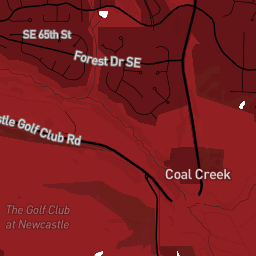 SE 65th St
Forest Dr SE
stle Golf Club Rd
Coal Creek
The Golf Club
at Newcastle